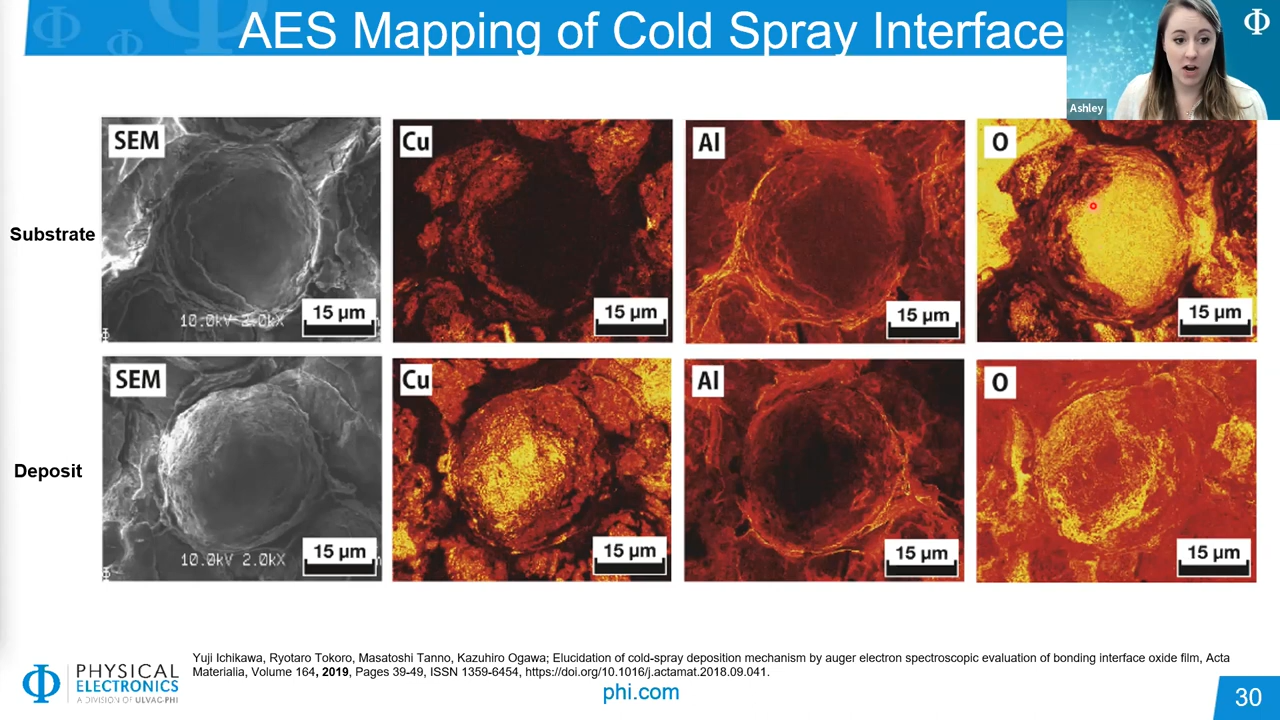 AES Mapping of Cold Spray Interface
Ashley
SEM
Cu
Al
O
Substrate
15 µm
15 µm
15 µm
15 µm
10.0kV 2.0kX
SEM
Cu
Al
O
Deposit
15 µm
15 µm
15 µm
15 µm
10.0kV 2.0kX
Yuji Ichikawa, Ryotaro Tokoro, Masatoshi Tanno, Kazuhiro Ogawa; Elucidation of cold-spray deposition mechanism by auger electron spectroscopic evaluation of bonding interface oxide film, Acta
Materialia, Volume 164, 2019, Pages 39-49, ISSN 1359-6454, https://doi.org/10.1016/j.actamat.2018.09.041.
PHYSICAL
ELECTRONICS
A DIVISION OF ULVAC-PHI
phi.com
30